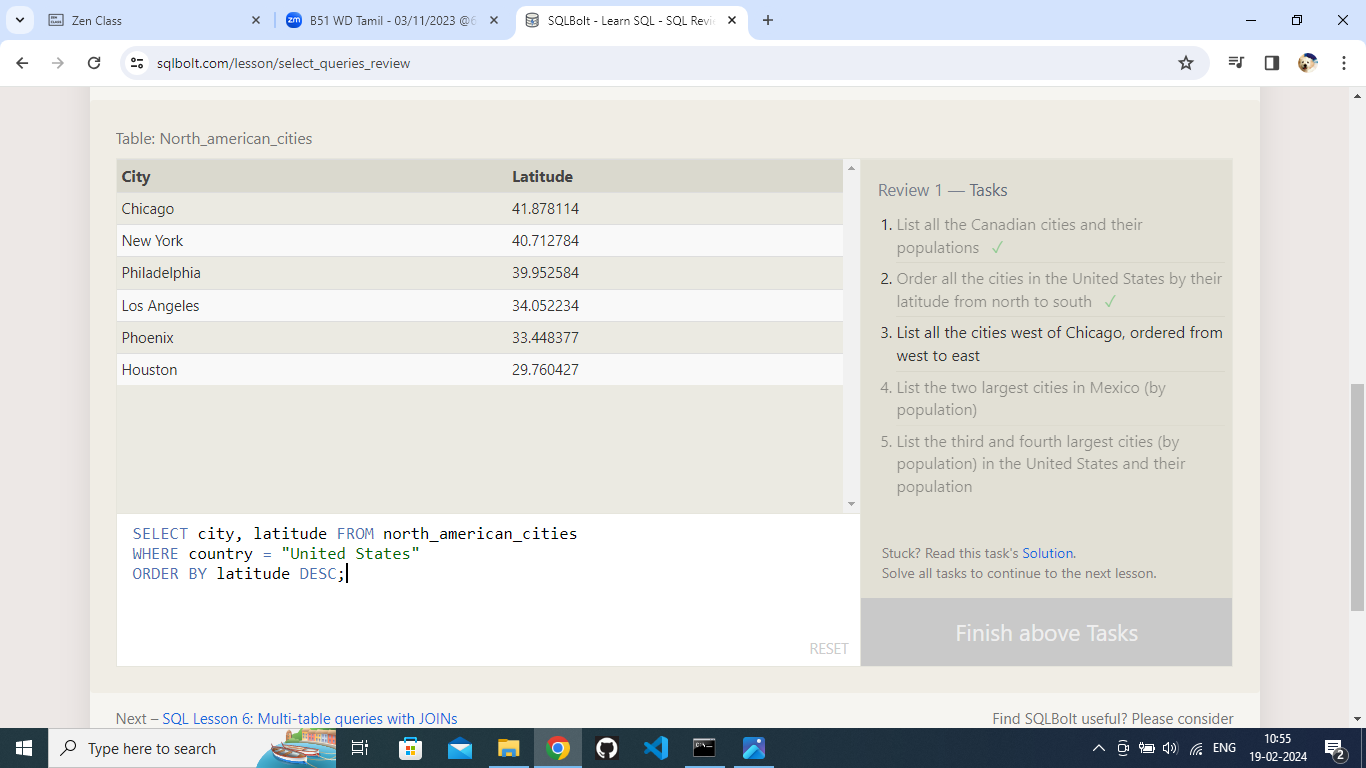 Zen Class
B51 WD Tamil - 03/11/2023 @6
SQLBolt - Learn SQL - SQL Revie
sqlbolt.com/lesson/select_queries_review
Table: North_american_cities
City Latitude
Chicago 41.878114
New York 40.712784
Philadelphia 39.952584
Los Angeles 34.052234
Phoenix 33.448377
Houston 29.760427
SELECT city, latitude FROM north_american_cities
WHERE country = "United States"
ORDER BY latitude DESC;
RESET
Review 1 — Tasks
1. List all the Canadian cities and their
populations ✓
2. Order all the cities in the United States by their
latitude from north to south ✓
3. List all the cities west of Chicago, ordered from
west to east
4. List the two largest cities in Mexico (by
population)
5. List the third and fourth largest cities (by
population) in the United States and their
population
Stuck? Read this task's Solution.
Solve all tasks to continue to the next lesson.
Finish above Tasks
Next – SQL Lesson 6: Multi-table queries with JOINs
Find SQLBolt useful? Please consider
Type here to search
ENG
10:55
19-02-2024
2